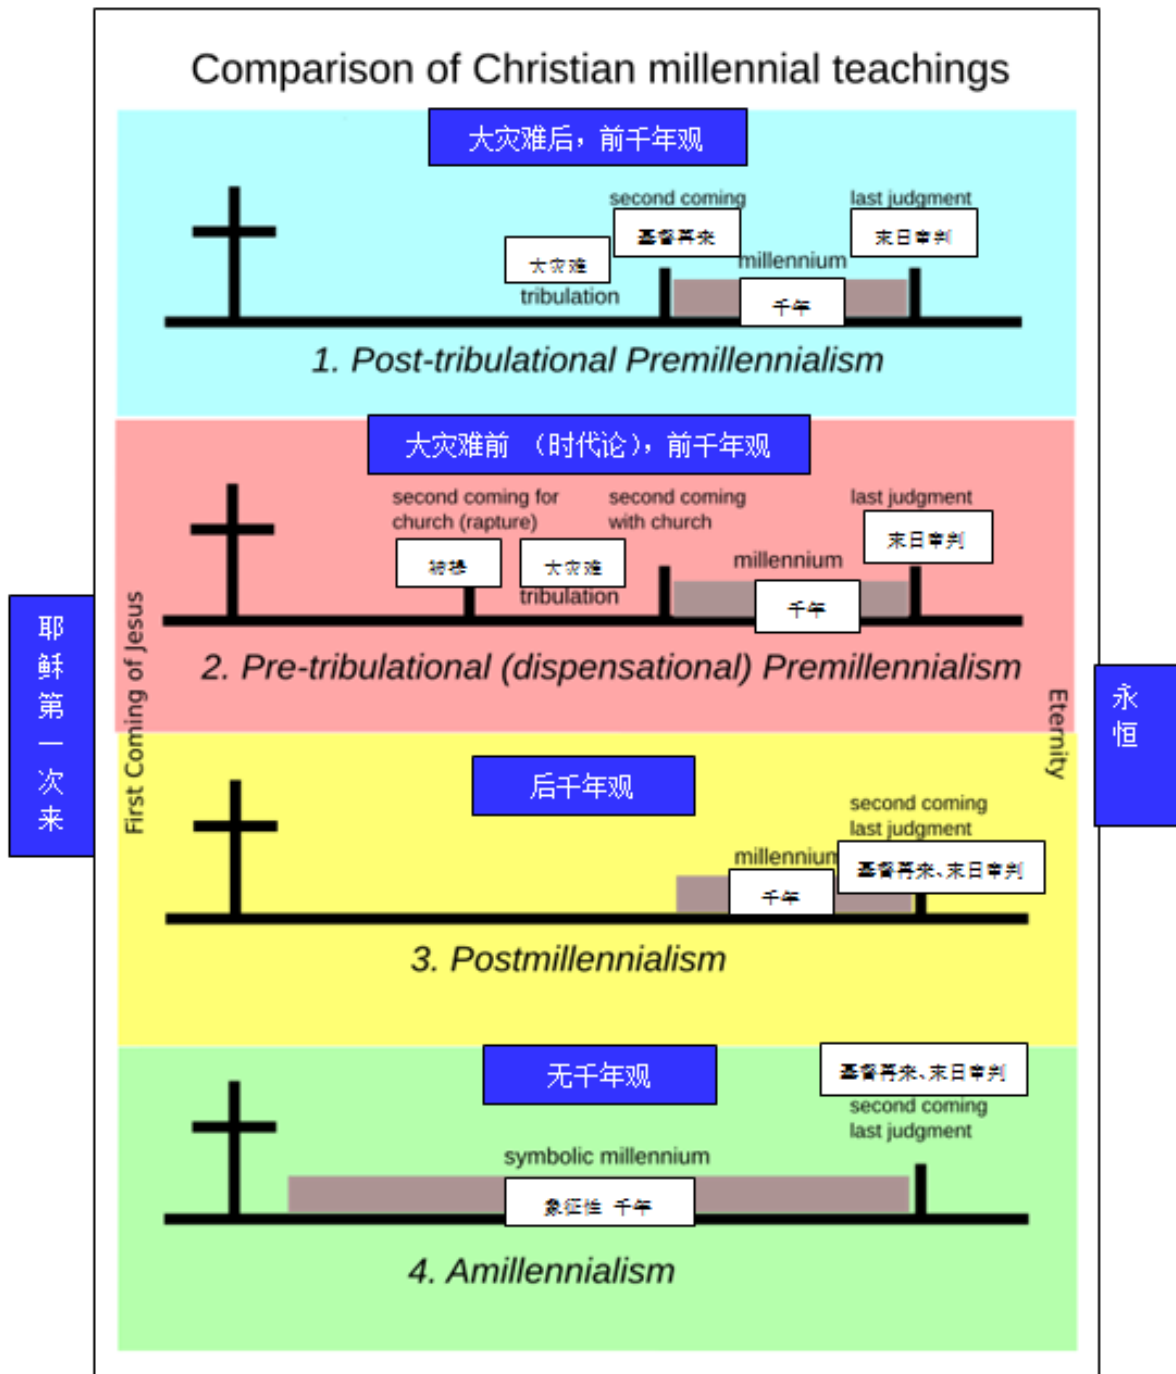 Comparison of Christian millennial teachings
大灾难后，前千年观
second coming
last judgment
基督再来
末日审判
大灾难
millennium
tribulation
千年
1. Post-tribulational Premillennialism
大灾难前 （时代论），前千年观
second coming for
church (rapture)
second coming
with church
last judgment
末日审判
被提
大灾难
millennium
tribulation
千年
2. Pre-tribulational (dispensational) Premillennialism
耶稣第一次来
First Coming of Jesus
Eternity
永恒
后千年观
second coming
last judgment
millennium
基督再来、末日审判
千年
3. Postmillennialism
无千年观
基督再来、末日审判
second coming
last judgment
symbolic millennium
象征性 千年
4. Amillennialism